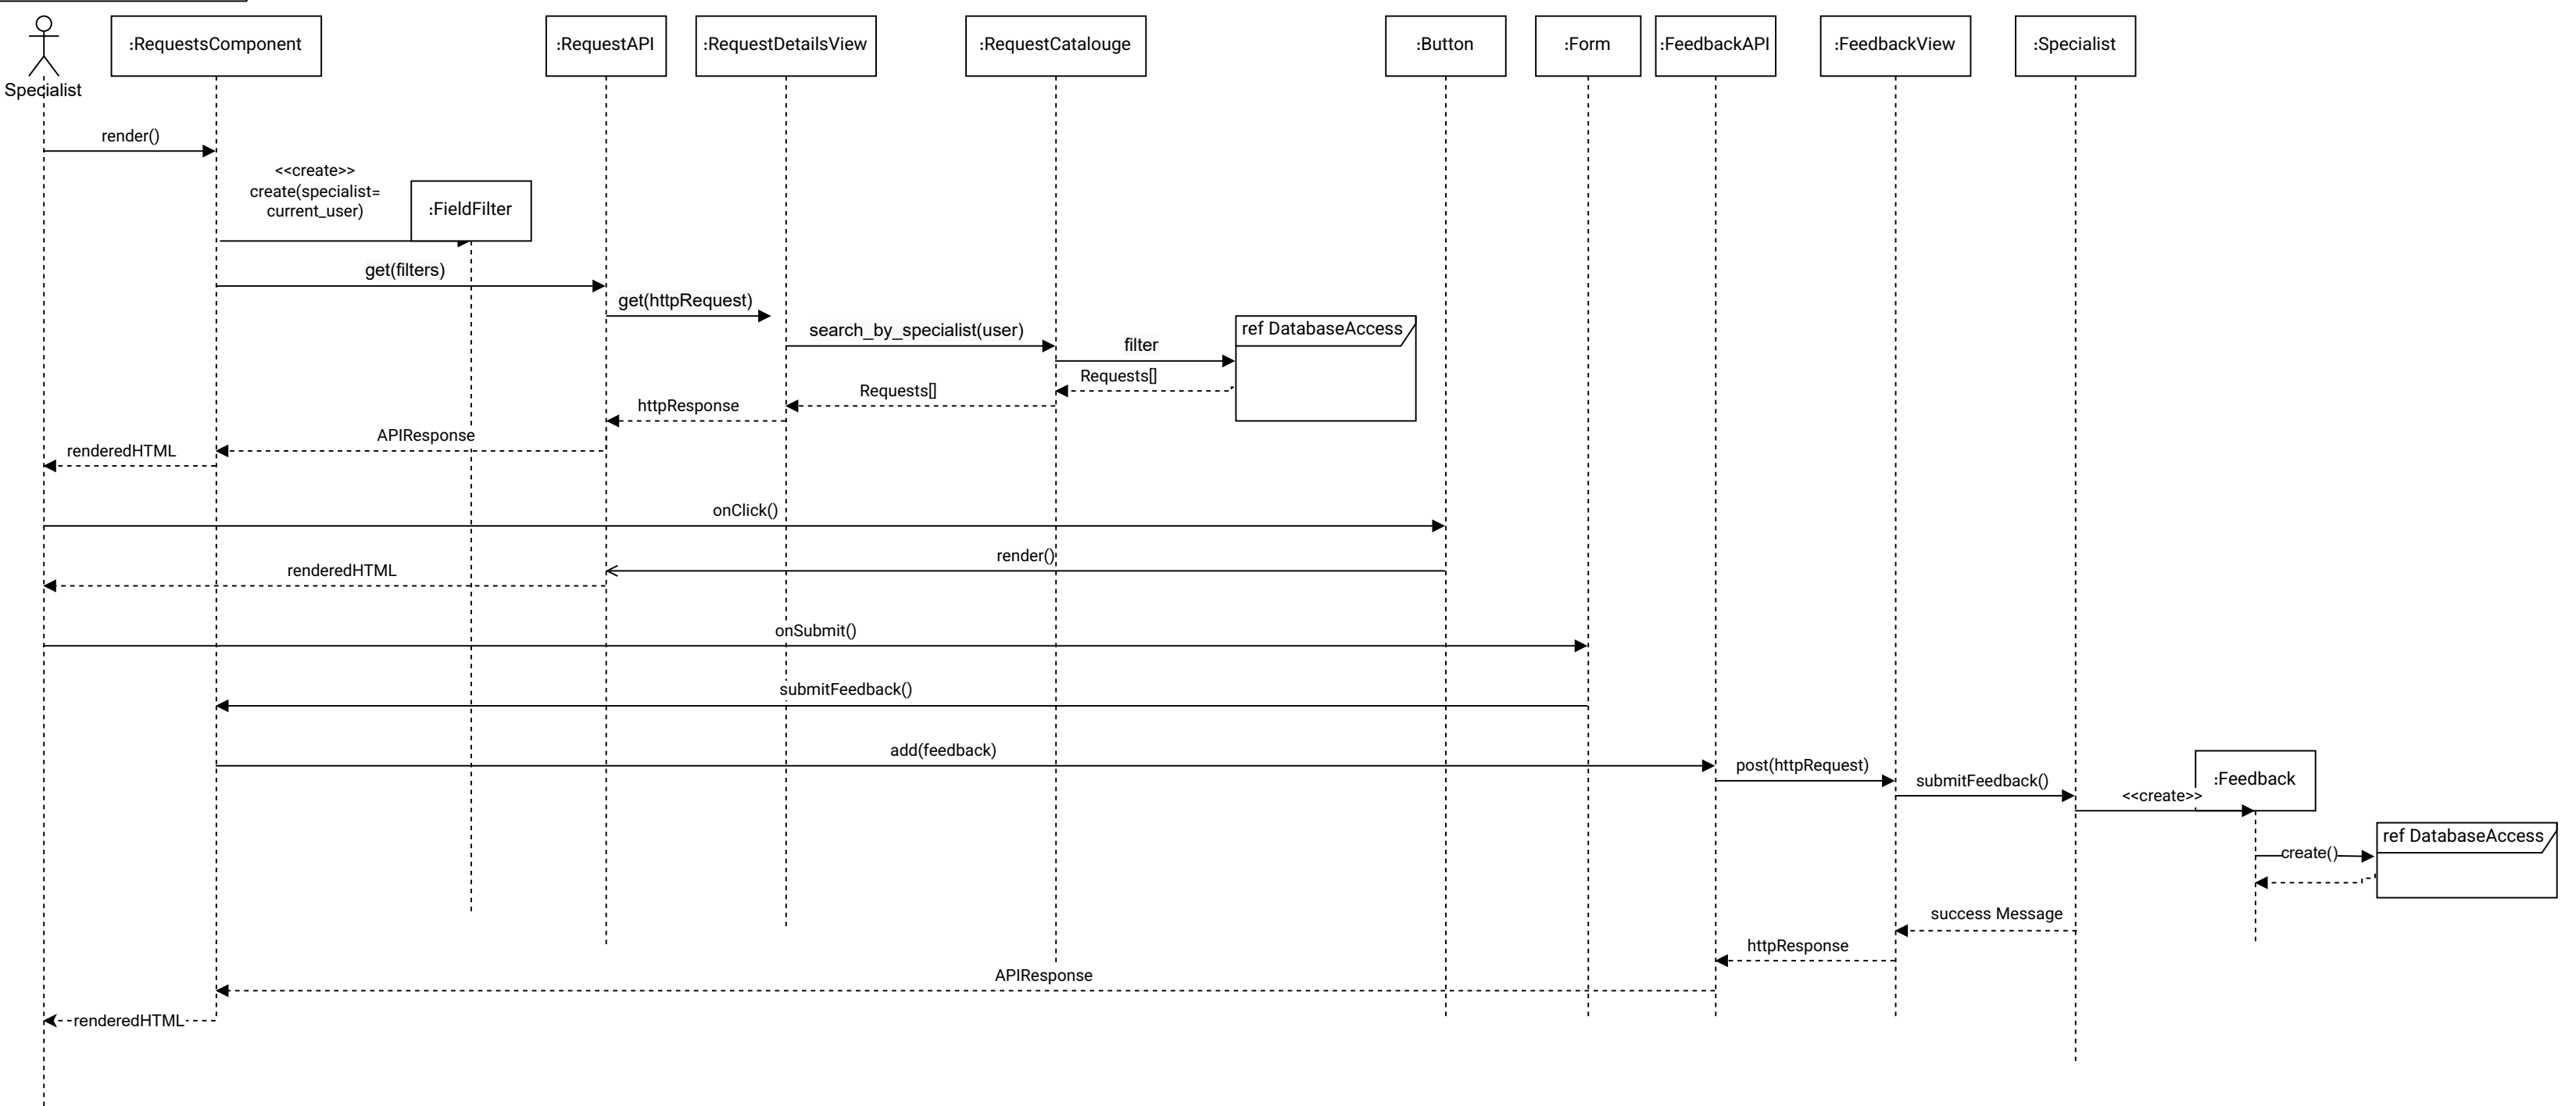 :RequestsComponent
:RequestAPI
:RequestDetailsView
:RequestCatalouge
:Button
:Form
:FeedbackAPI
:FeedbackView
:Specialist
Specialist
render()
<<create>>
create(specialist=
current_user)
:FieldFilter
get(filters)
get(httpRequest)
search_by_specialist(user)
ref DatabaseAccess
filter
Requests[]
Requests[]
httpResponse
APIResponse
renderedHTML
onClick()
render()
renderedHTML
onSubmit()
submitFeedback()
add(feedback)
post(httpRequest)
submitFeedback()
:Feedback
<<create>>
ref DatabaseAccess
create()
success Message
httpResponse
APIResponse
renderedHTML